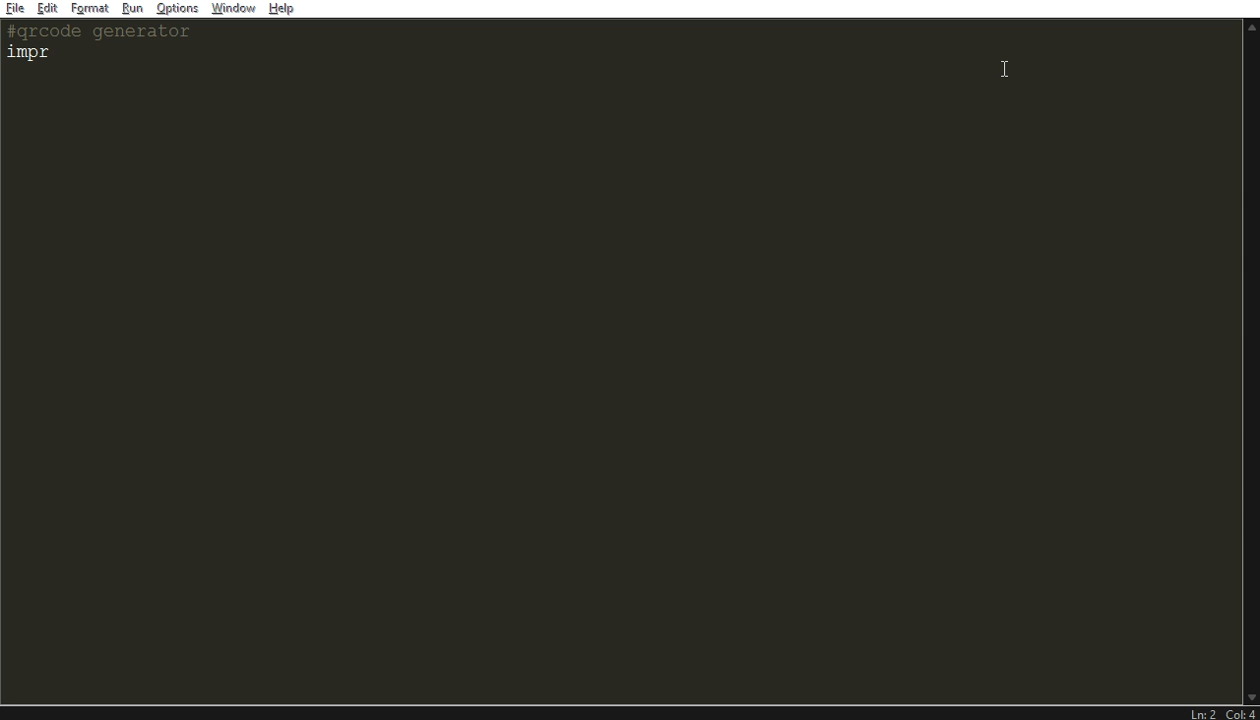 File Edit Format Run Options Window Help
#qrcode generator
impr
Ln: 2 Col: 4